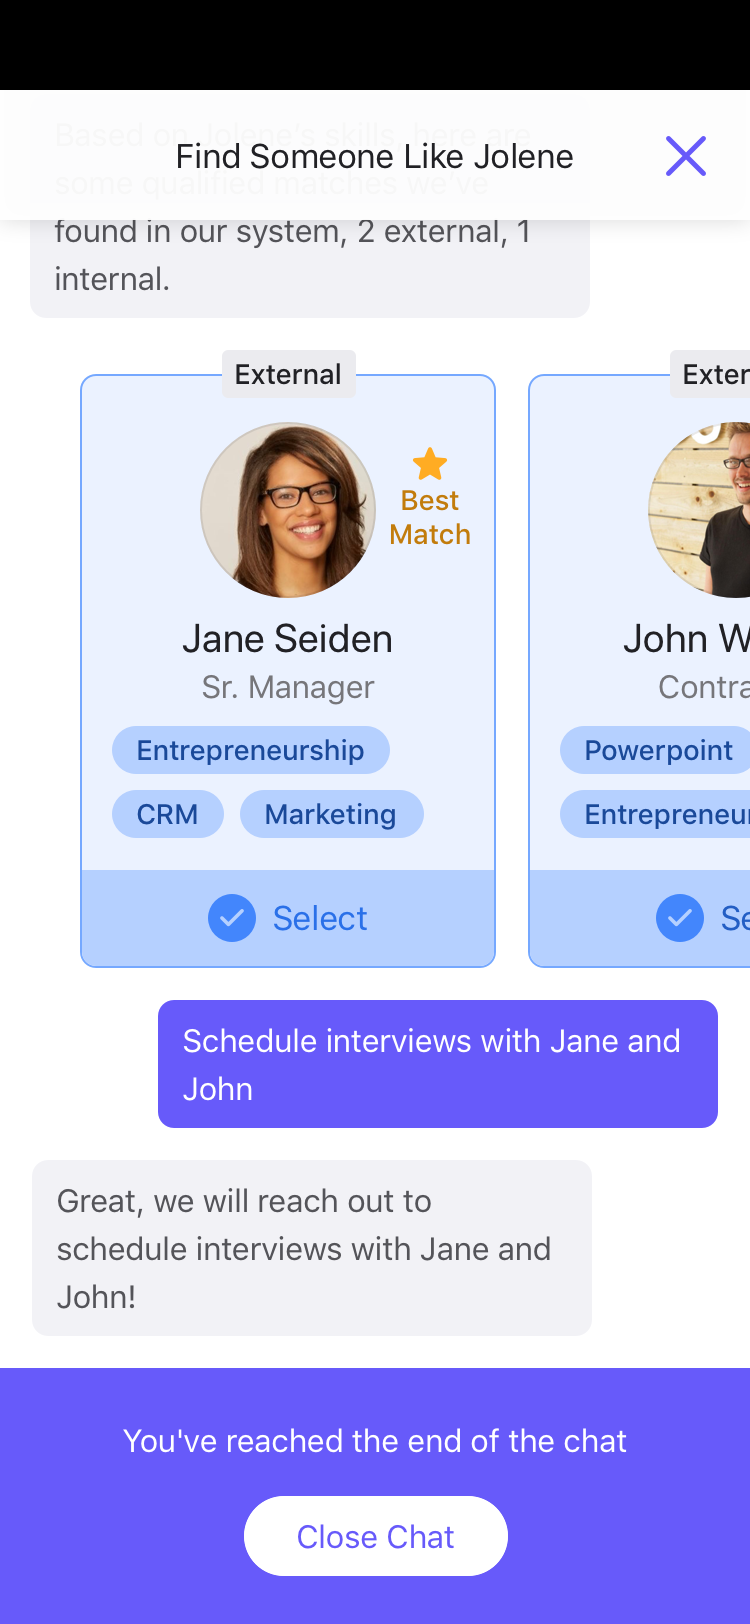 Based on Jolene's skills, here are
Find Someone Like Jolene
some qualified matches we've
found in our system, 2 external, 1
internal.
External
Exter
Best
Match
Jane Seiden
John W
Sr. Manager
Contra
Entrepreneurship
Powerpoint
CRM
Marketing
Entrepreneur
Select
Se
Schedule interviews with Jane and
John
Great, we will reach out to
schedule interviews with Jane and
John!
You've reached the end of the chat
Close Chat